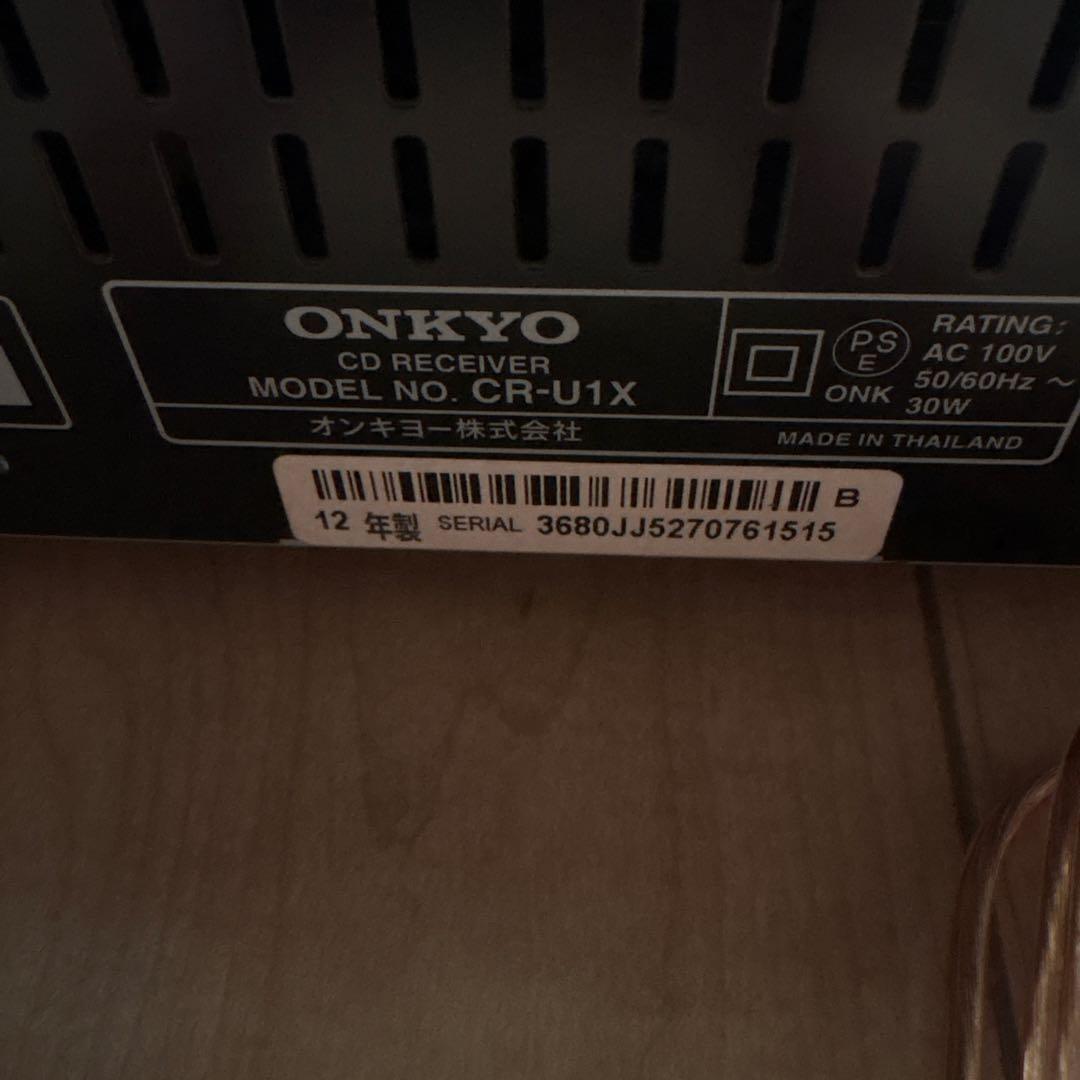 ONKYO
CD RECEIVER
MODEL NO. CR-U1X
オンキヨー株式会社
PS
E
ONK
RATING:
AC 100V
50/60Hz ~
30W
MADE IN THAILAND
B
12 年製 SERIAL 3680JJ5270761515